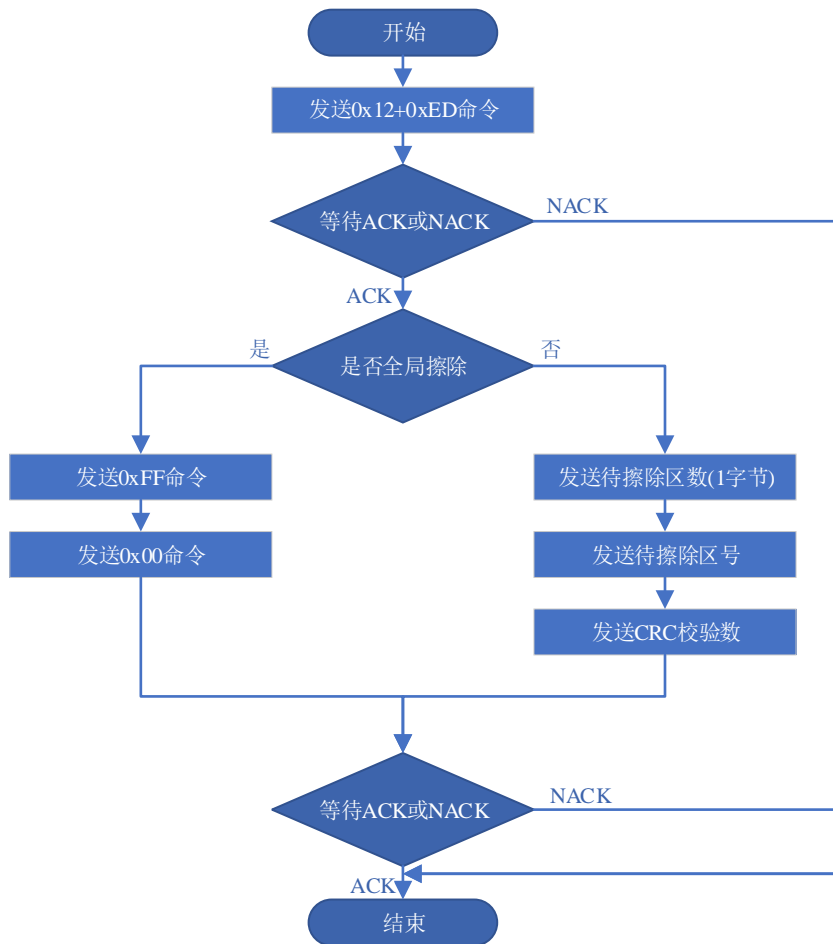 开始
发送0x12+0xED命令
等待ACK或NACK
NACK
ACK
是否全局擦除
是
否
发送0xFF命令
发送0x00命令
发送待擦除区数(1字节)
发送待擦除区号
发送CRC校验数
等待ACK或NACK
NACK
ACK
结束